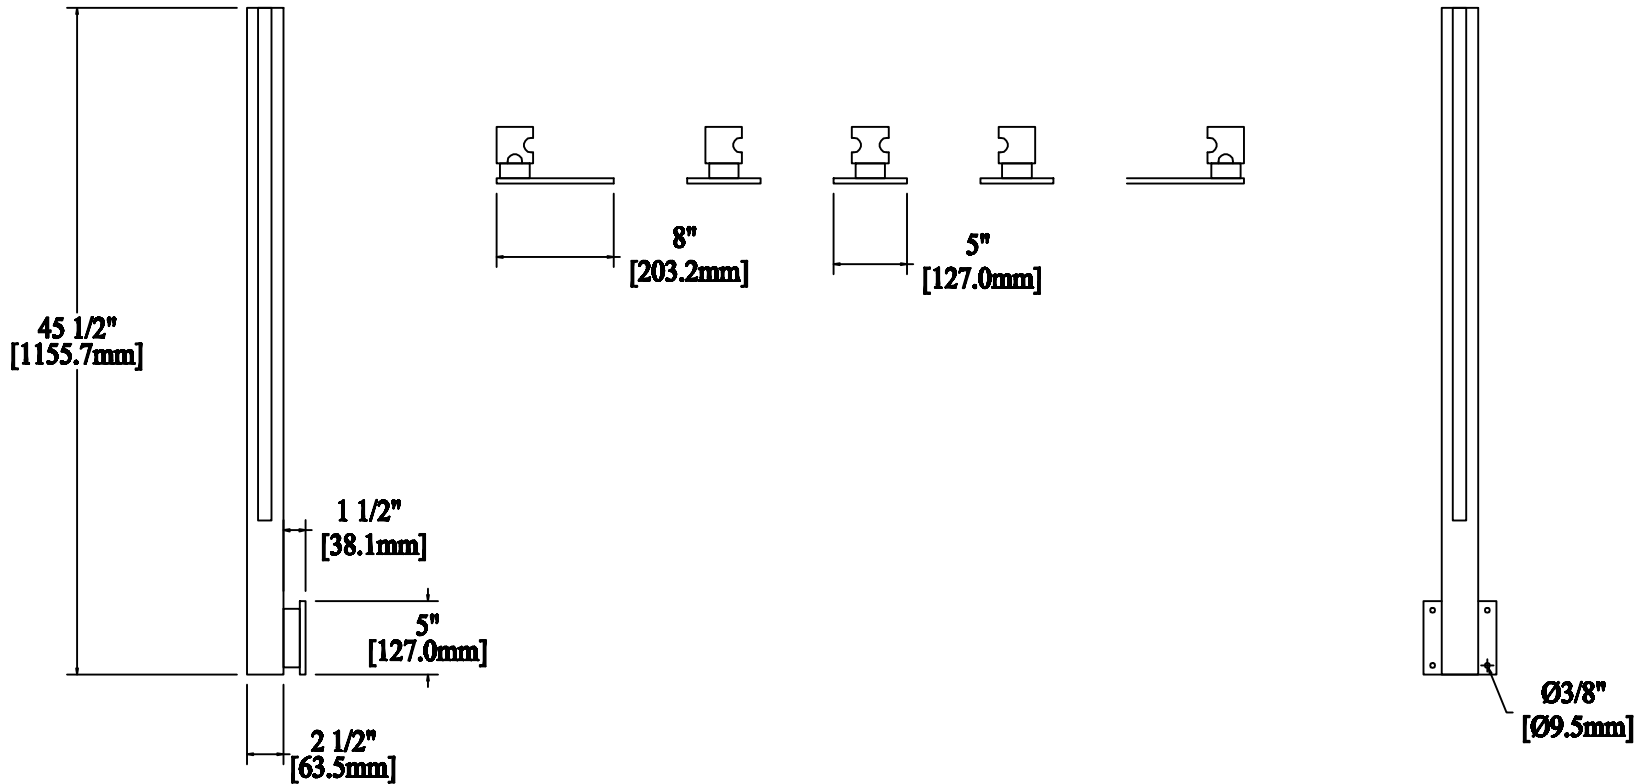 8"
[203.2mm]
5"
[127.0mm]
45 1/2"
[1155.7mm]
1 1/2"
[38.1mm]
5"
[127.0mm]
Ø3/8"
[Ø9.5mm]
2 1/2"
[63.5mm]